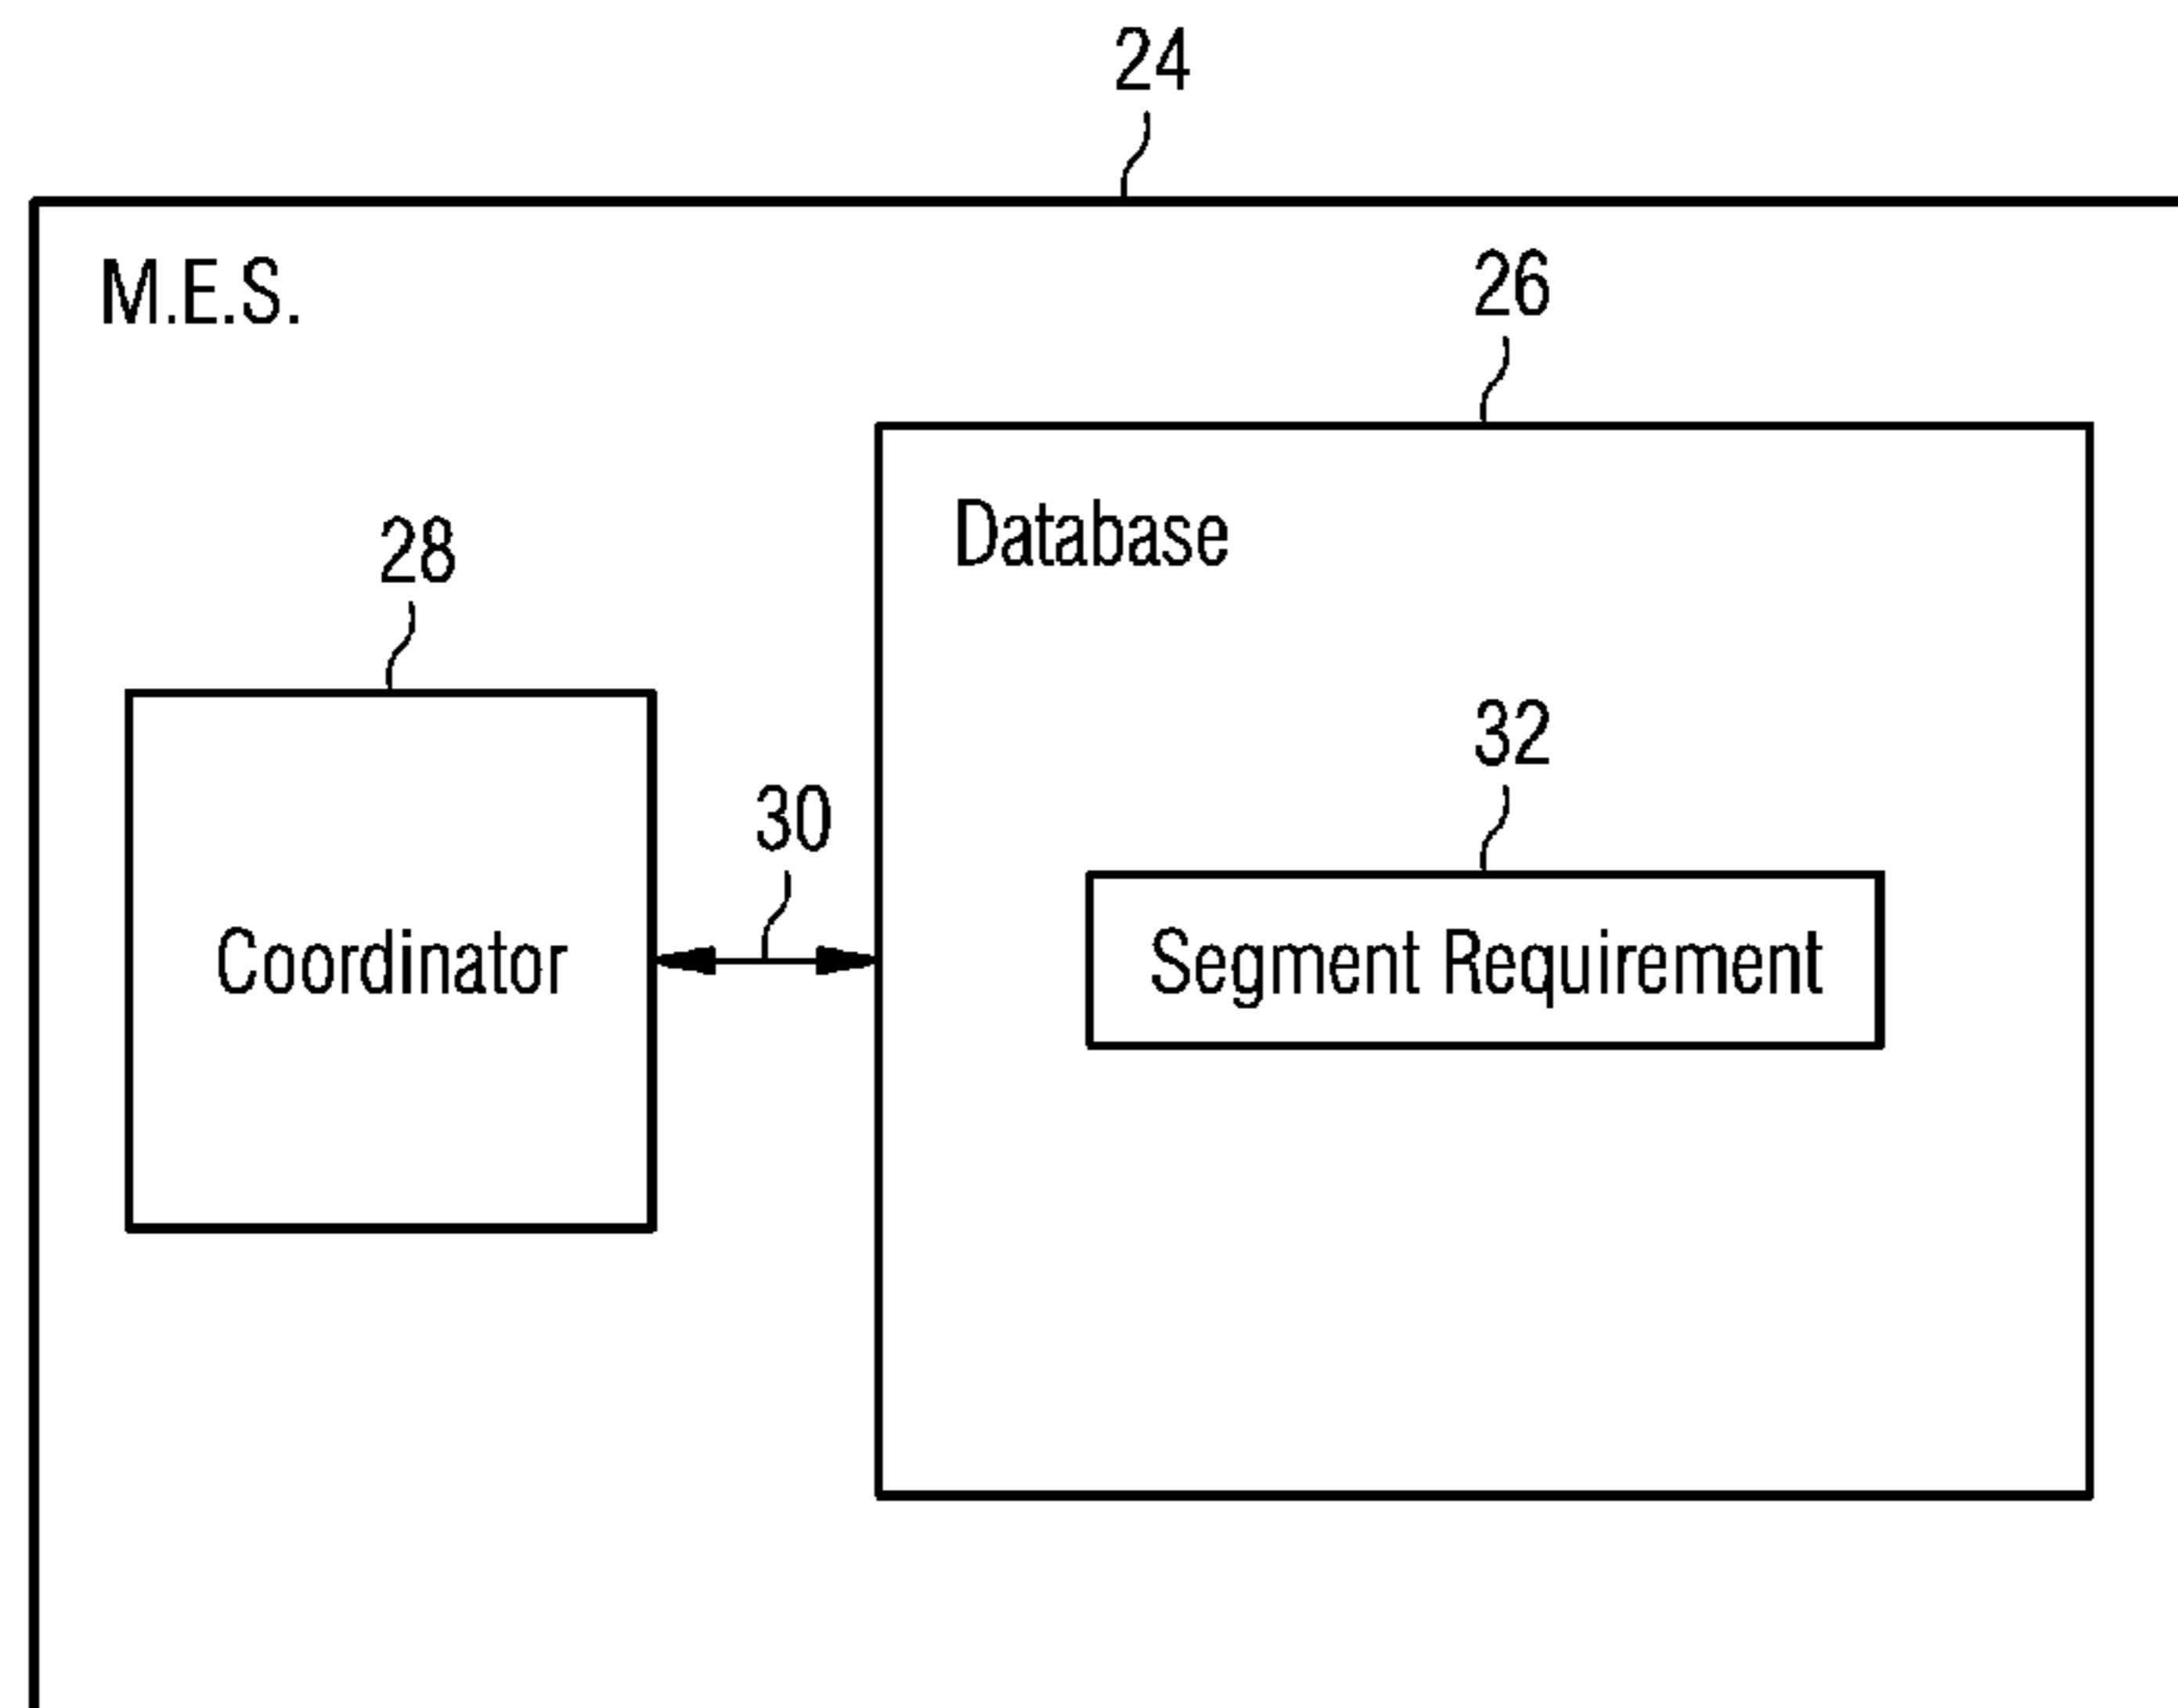 24
M.E.S.
26
Database
28
32
30
Coordinator
Segment Requirement